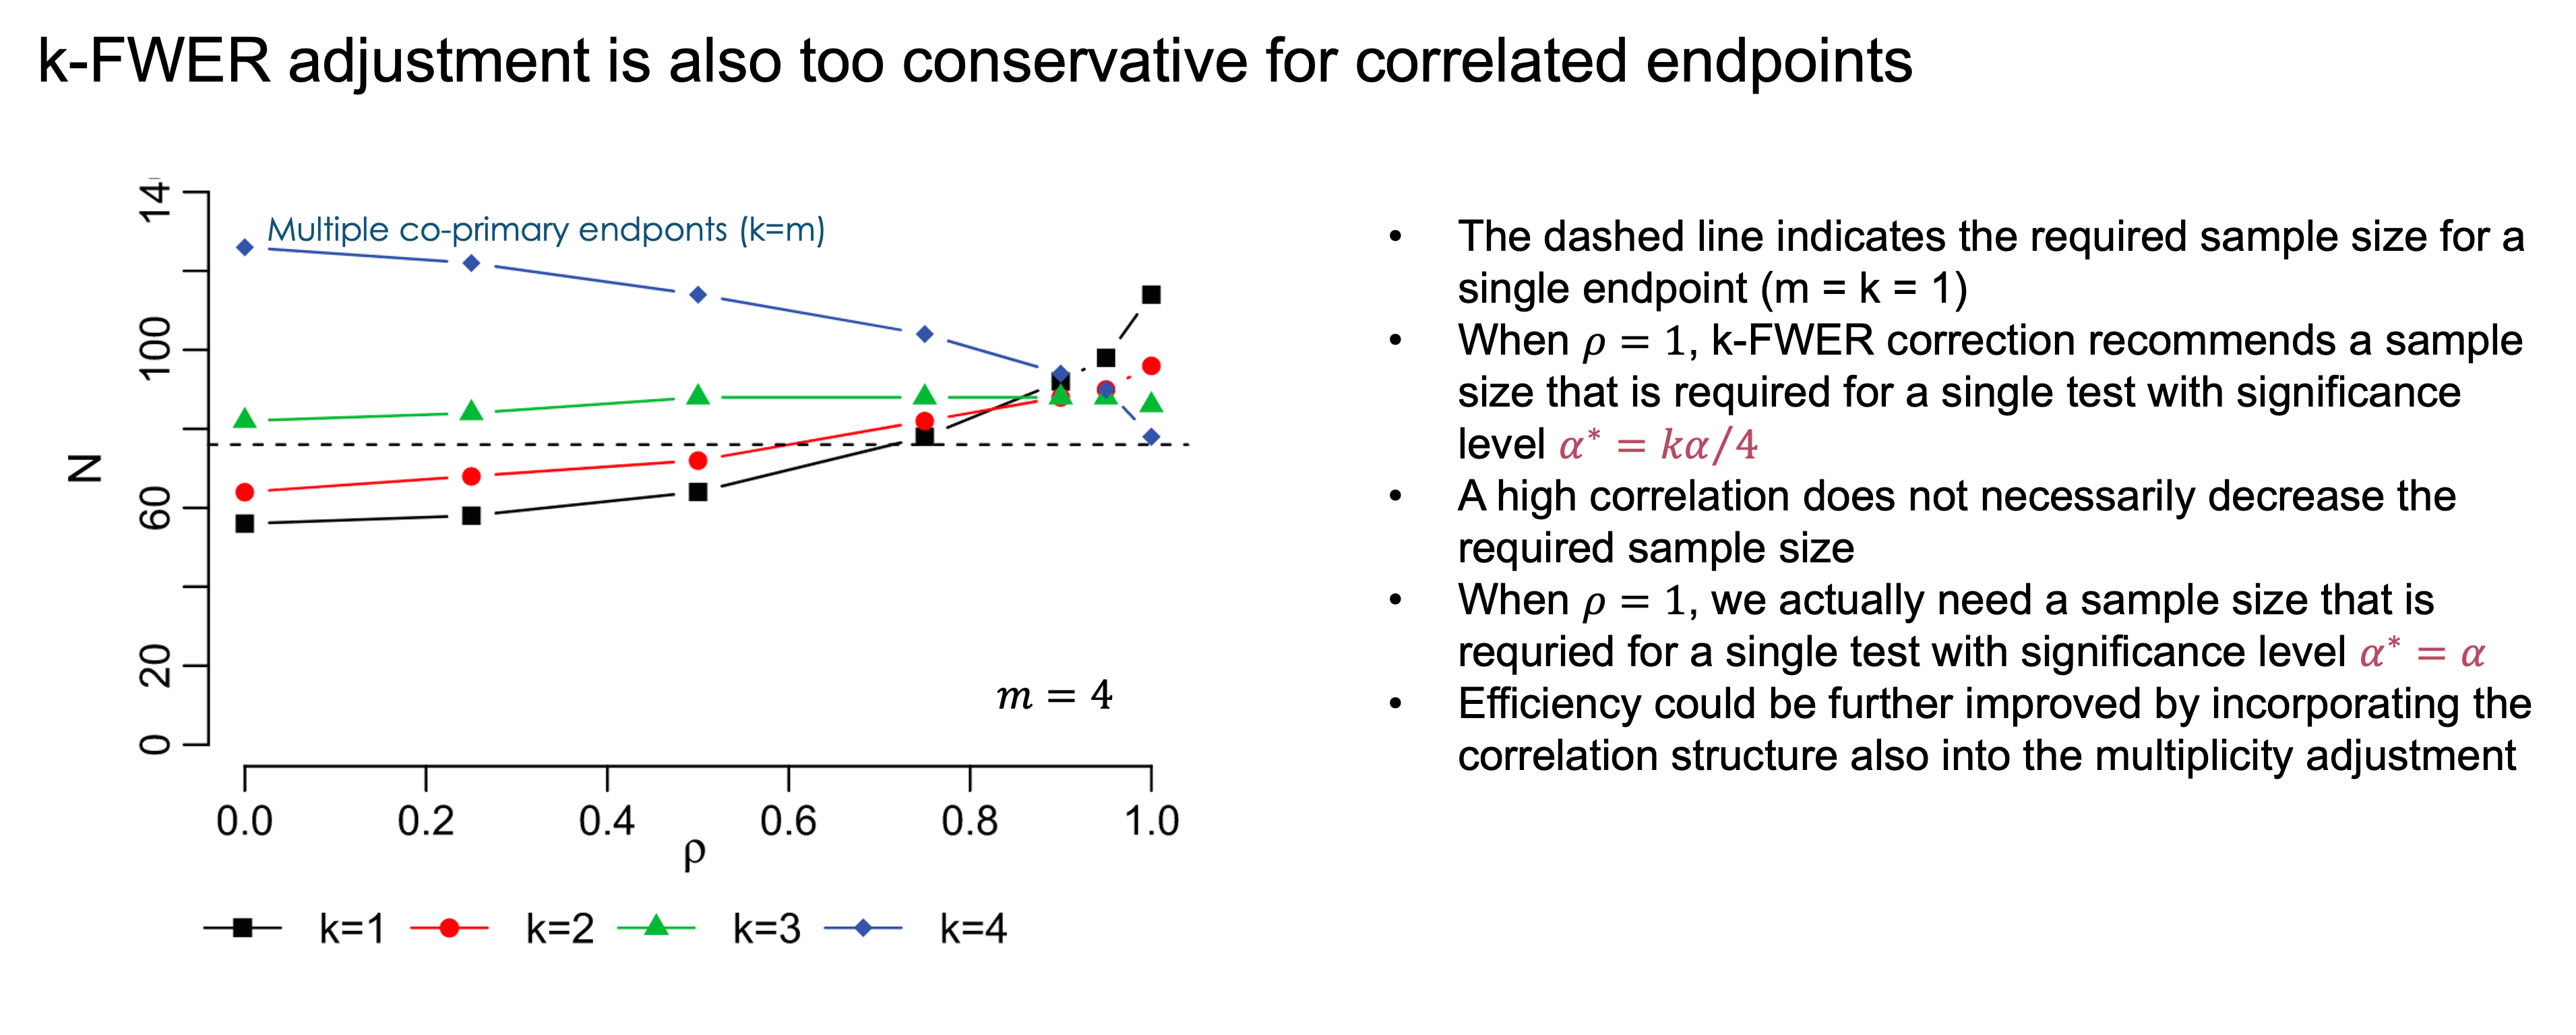 k-FWER adjustment is also too conservative for correlated endpoints
14
Multiple co-primary endponts (k=m)
100
N
60
20
0
m = 4
0.0 0.2 0.4 0.6 0.8 1.0
ρ
k=1 k=2 k=3 k=4
• The dashed line indicates the required sample size for a
single endpoint (m = k = 1)
• When ρ = 1, k-FWER correction recommends a sample
size that is required for a single test with significance
level α* = kα/4
• A high correlation does not necessarily decrease the
required sample size
• When ρ = 1, we actually need a sample size that is
requried for a single test with significance level α* = α
• Efficiency could be further improved by incorporating the
correlation structure also into the multiplicity adjustment